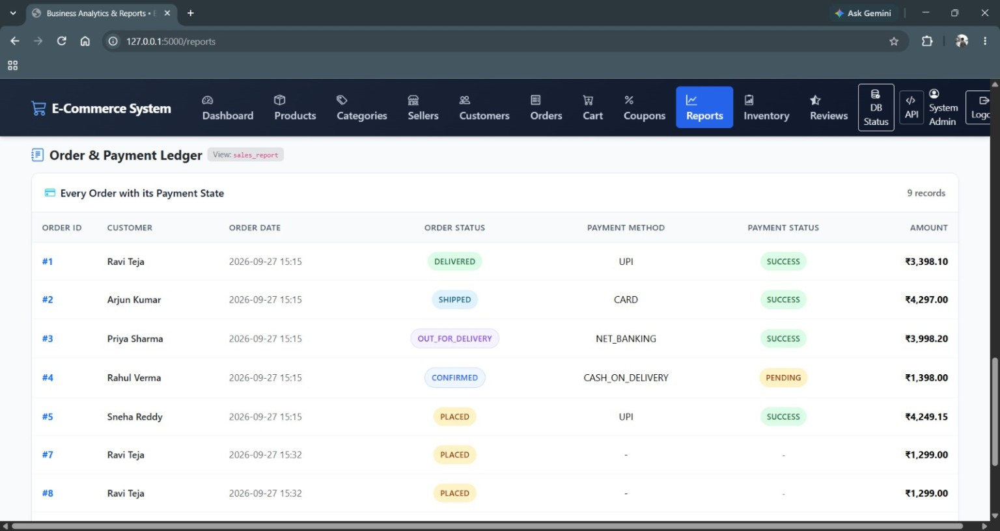 Business Analytics & Reports •
Ask Gemini
127.0.0.1:5000/reports
E-Commerce System
Dashboard
Products
Categories
Sellers
Customers
Orders
Cart
Coupons
Reports
Inventory
Reviews
DB
Status
API
System
Admin
Logo
Order & Payment Ledger View: sales_report
Every Order with its Payment State 9 records
ORDER ID CUSTOMER ORDER DATE ORDER STATUS PAYMENT METHOD PAYMENT STATUS AMOUNT
#1 Ravi Teja 2026-09-27 15:15 DELIVERED UPI SUCCESS ₹3,398.10
#2 Arjun Kumar 2026-09-27 15:15 SHIPPED CARD SUCCESS ₹4,297.00
#3 Priya Sharma 2026-09-27 15:15 OUT_FOR_DELIVERY NET_BANKING SUCCESS ₹3,998.20
#4 Rahul Verma 2026-09-27 15:15 CONFIRMED CASH_ON_DELIVERY PENDING ₹1,398.00
#5 Sneha Reddy 2026-09-27 15:15 PLACED UPI SUCCESS ₹4,249.15
#7 Ravi Teja 2026-09-27 15:32 PLACED - - ₹1,299.00
#8 Ravi Teja 2026-09-27 15:32 PLACED - - ₹1,299.00